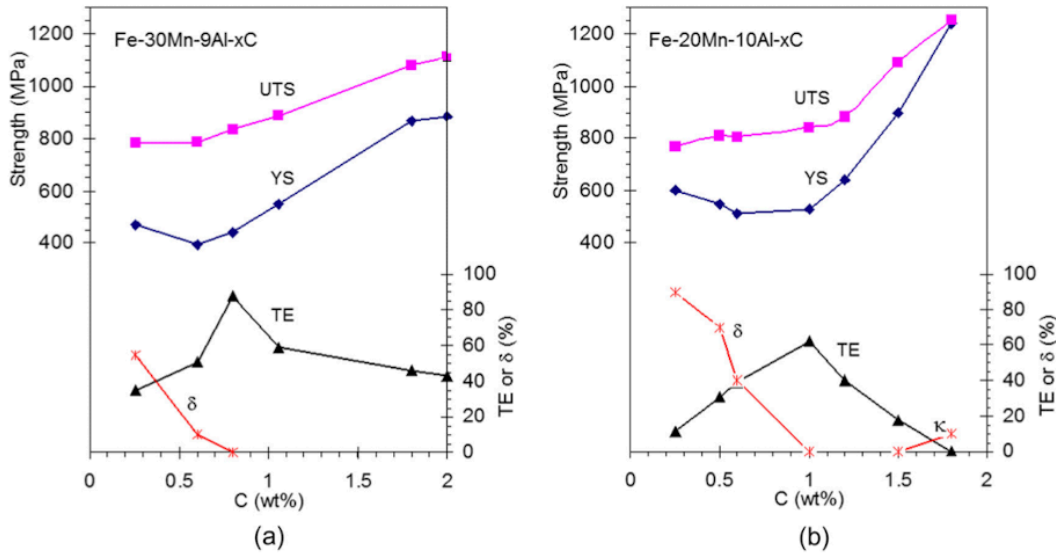 Fe-30Mn-9Al-xC
Strength (MPa)
1200
1000
800
600
400
UTS
YS
TE
δ
100
80
60
40
20
0
TE or δ (%)
0
0.5
1
1.5
2
C (wt%)
(a)
Fe-20Mn-10Al-xC
Strength (MPa)
1200
1000
800
600
400
UTS
YS
δ
TE
κ
100
80
60
40
20
0
TE or δ (%)
0
0.5
1
1.5
2
C (wt%)
(b)